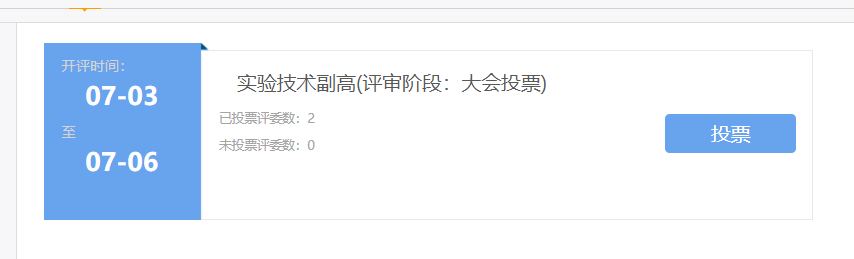 开评时间：
07-03
至
07-06
实验技术副高(评审阶段：大会投票)
已投票评委数：2
未投票评委数：0
投票